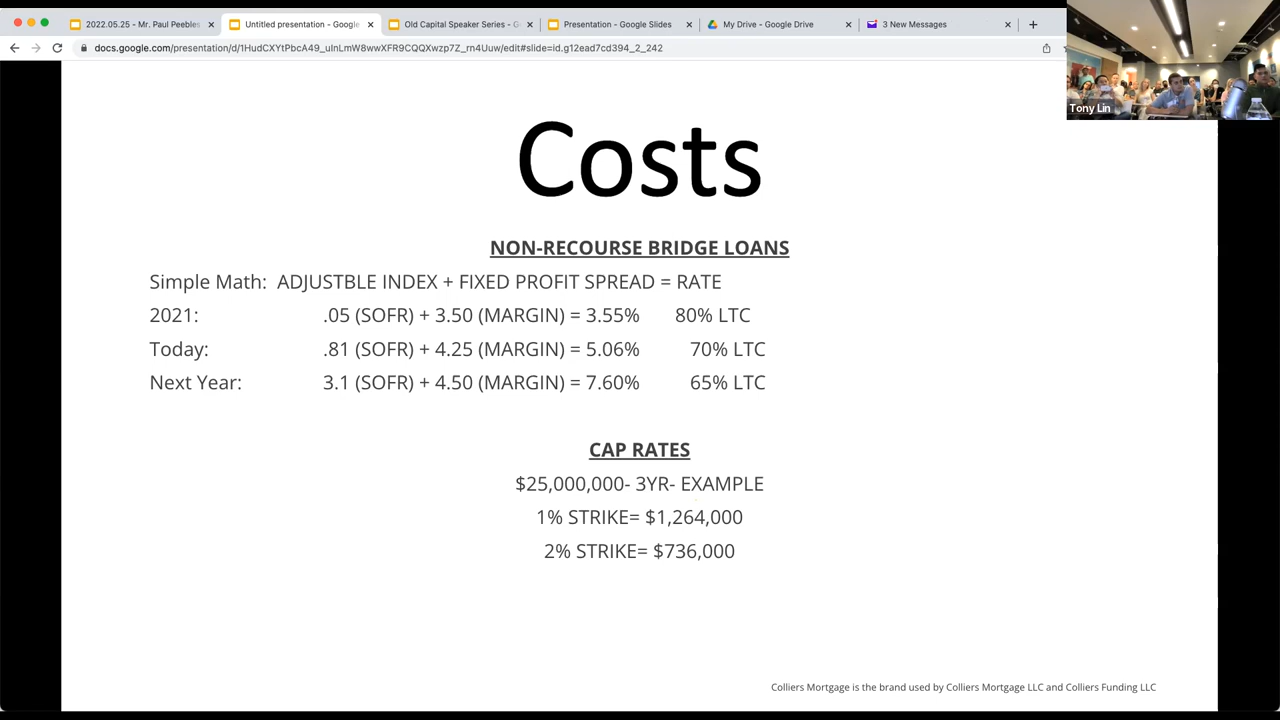 2022.05.25 - Mr. Paul Peebles
Untitled presentation - Google
Old Capital Speaker Series - G
Presentation - Google Slides
My Drive - Google Drive
3 New Messages
docs.google.com/presentation/d/1HudCXYtPbcA49_uInLmW8wwXFR9CQQXwzp7Z_rn4Uuw/edit#slide=id.g12ead7cd394_2_242
Tony Lin
Costs
NON-RECOURSE BRIDGE LOANS
Simple Math: ADJUSTBLE INDEX + FIXED PROFIT SPREAD = RATE
2021: .05 (SOFR) + 3.50 (MARGIN) = 3.55% 80% LTC
Today: .81 (SOFR) + 4.25 (MARGIN) = 5.06% 70% LTC
Next Year: 3.1 (SOFR) + 4.50 (MARGIN) = 7.60% 65% LTC
CAP RATES
$25,000,000- 3YR- EXAMPLE
1% STRIKE= $1,264,000
2% STRIKE= $736,000
Colliers Mortgage is the brand used by Colliers Mortgage LLC and Colliers Funding LLC